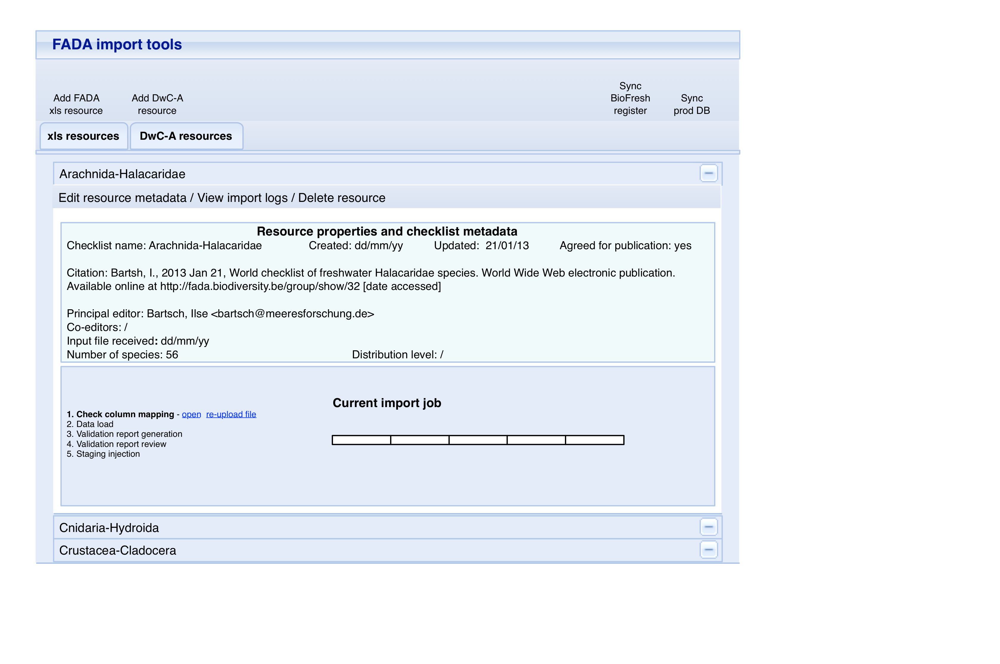 FADA import tools
Add FADA
xls resource
Add DwC-A
resource
Sync
BioFresh
register
Sync
prod DB
xls resources
DwC-A resources
Arachnida-Halacaridae
Edit resource metadata / View import logs / Delete resource
Resource properties and checklist metadata
Checklist name: Arachnida-Halacaridae Created: dd/mm/yy Updated: 21/01/13 Agreed for publication: yes
Citation: Bartsh, I., 2013 Jan 21, World checklist of freshwater Halacaridae species. World Wide Web electronic publication.
Available online at http://fada.biodiversity.be/group/show/32 [date accessed]
Principal editor: Bartsch, Ilse <bartsch@meeresforschung.de>
Co-editors: /
Input file received: dd/mm/yy
Number of species: 56 Distribution level: /
Current import job
1. Check column mapping - open re-upload file
2. Data load
3. Validation report generation
4. Validation report review
5. Staging injection
Cnidaria-Hydroida
Crustacea-Cladocera